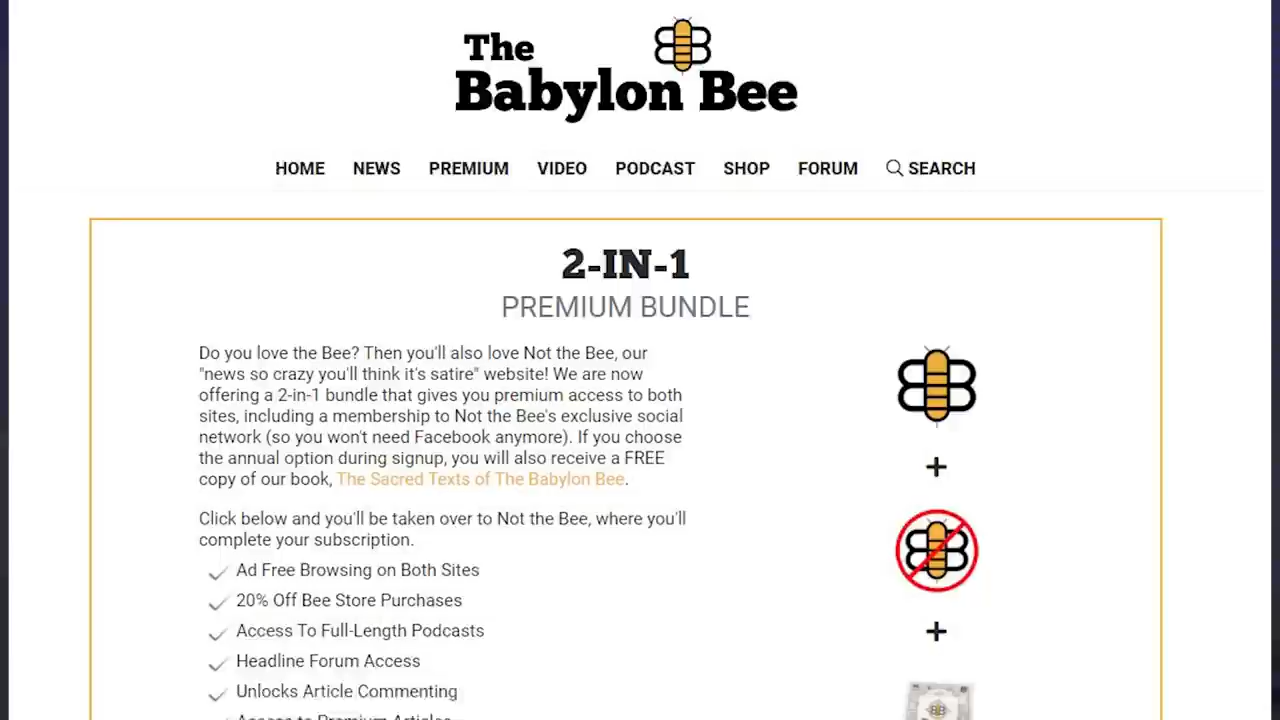 The
Babylon Bee
HOME NEWS PREMIUM VIDEO PODCAST SHOP FORUM SEARCH
2-IN-1
PREMIUM BUNDLE
Do you love the Bee? Then you'll also love Not the Bee, our
"news so crazy you'll think it's satire" website! We are now
offering a 2-in-1 bundle that gives you premium access to both
sites, including a membership to Not the Bee's exclusive social
network (so you won't need Facebook anymore). If you choose
the annual option during signup, you will also receive a FREE
copy of our book, The Sacred Texts of The Babylon Bee.
Click below and you'll be taken over to Not the Bee, where you'll
complete your subscription.
Ad Free Browsing on Both Sites
20% Off Bee Store Purchases
Access To Full-Length Podcasts
Headline Forum Access
Unlocks Article Commenting
Access to Premium Articles
+
+